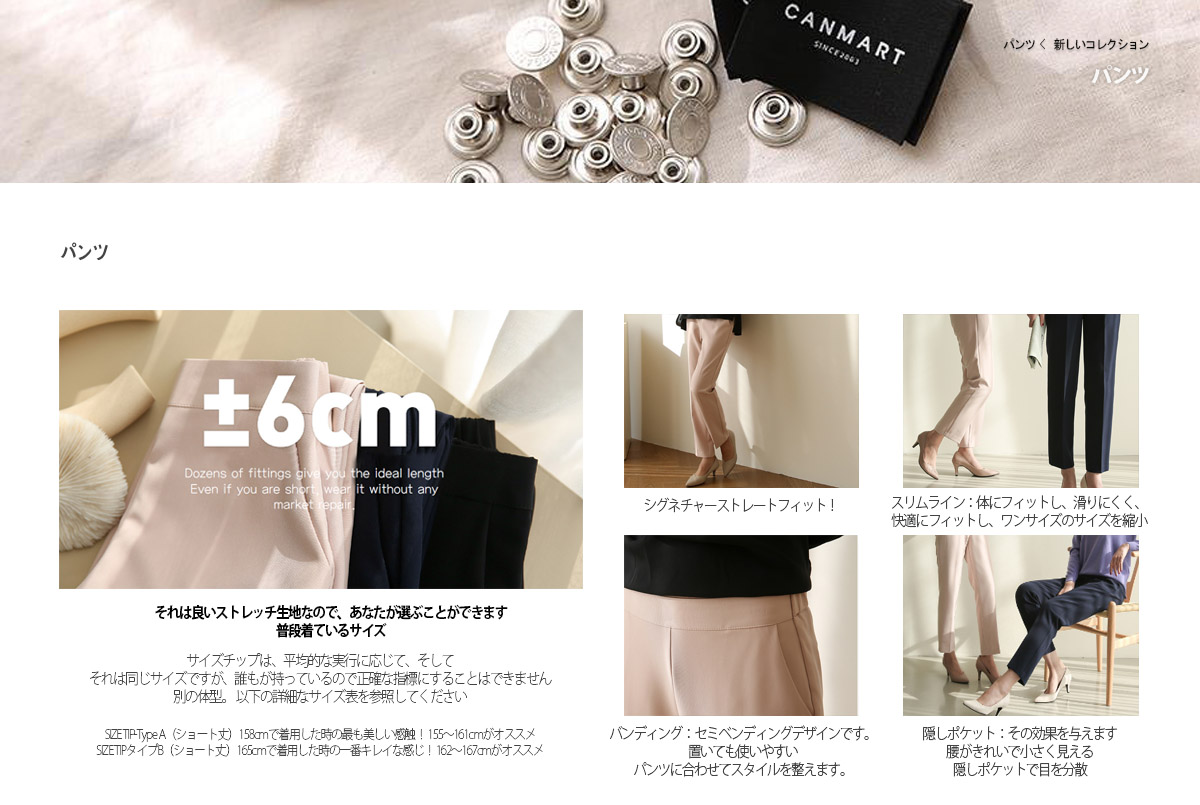 CANMART
SINCE2003
パンツ く 新しいコレクション
パンツ
パンツ
±6cm
Dozens of fittings give you the ideal length
Even if you are short, wear it without any
market repair.
それは良いストレッチ生地なので、あなたが選ぶことができます
普段着ているサイズ
サイズチップは、平均的な実行に応じて、そして
それは同じサイズですが、誰もが持っているので正確な指標にすることはできません
別の体型。 以下の詳細なサイズ表を参照してください
SIZETIP-Type A（ショート丈）158cmで着用した時の最も美しい感触！ 155～161cmがオススメ
SIZETIPタイプB（ショート丈）165cmで着用した時の一番キレイな感じ！ 162～167cmがオススメ
シグネチャーストレートフィット！
スリムライン：体にフィットし、滑りにくく、
快適にフィットし、ワンサイズのサイズを縮小
バンディング：セミベンディングデザインです。
置いても使いやすい
パンツに合わせてスタイルを整えます。
隠しポケット：その効果を与えます
腰がきれいで小さく見える
隠しポケットで目を分散